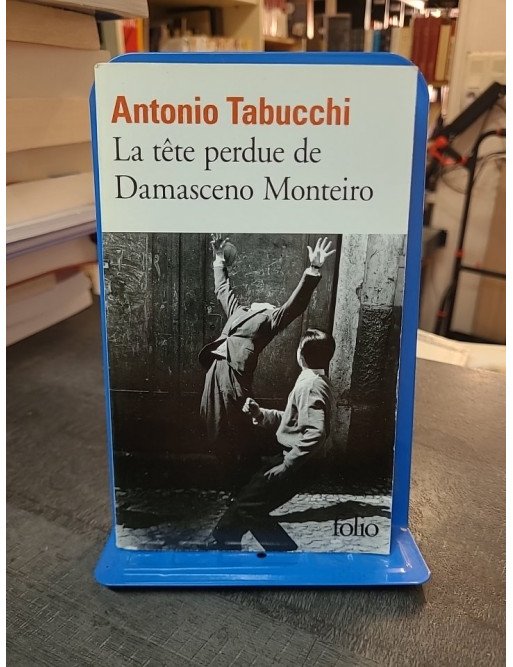 Antonio Tabucchi
La tête perdue de
Damasceno Monteiro
folio